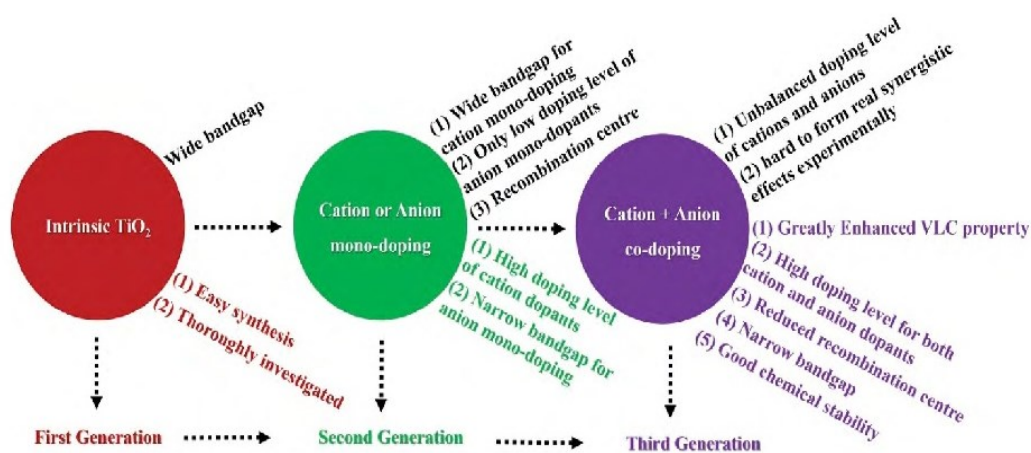 Intrinsic TiO₂
Wide bandgap
(1) Easy synthesis
(2) Thoroughly investigated
First Generation
Cation or Anion
mono-doping
(1) Wide bandgap for
cation mono-doping
(2) Only low doping level of
anion mono-dopants
(3) Recombination centre
(1) High doping level
of cation dopants
(2) Narrow bandgap for
anion mono-doping
Second Generation
Cation + Anion
co-doping
(1) Unbalanced doping level
of cations and anions
(2) hard to form real synergistic
effects experimentally
(1) Greatly Enhanced VLC property
(2) High doping level for both
cation and anion dopants
(3) Reduced recombination centre
(4) Narrow bandgap
(5) Good chemical stability
Third Generation